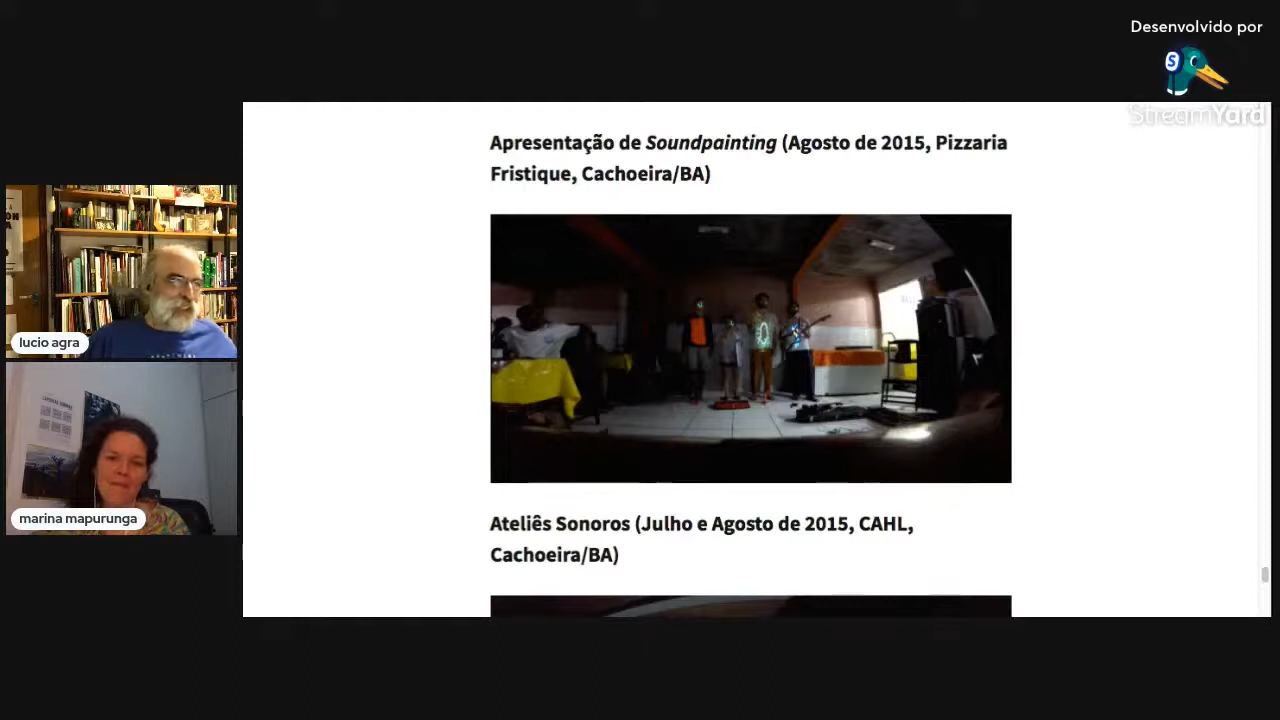 Desenvolvido por
S
StreamYard
Apresentação de Soundpainting (Agosto de 2015, Pizzaria
Fristique, Cachoeira/BA)
lucio agra
marina mapurunga
Ateliês Sonoros (Julho e Agosto de 2015, CAHL,
Cachoeira/BA)